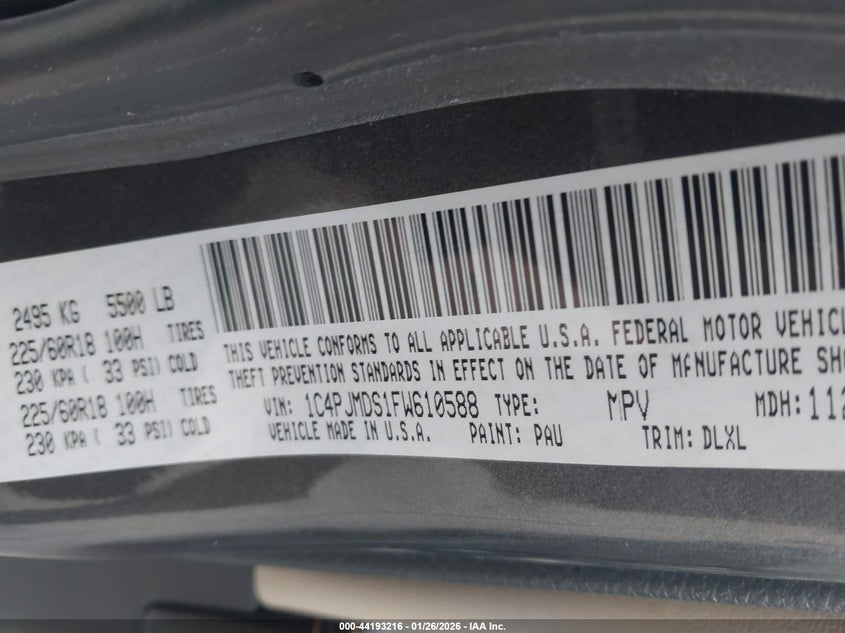 2495 KG 5500 LB
225/60R18 100H TIRES
230 KPA ( 33 PSI) COLD
225/60R18 100H TIRES
230 KPA ( 33 PSI) COLD
THIS VEHICLE CONFORMS TO ALL APPLICABLE U.S.A. FEDERAL MOTOR VEHICL
THEFT PREVENTION STANDARDS IN EFFECT ON THE DATE OF MANUFACTURE SHO
VIN: 1C4PJMDS1FW610588 TYPE: MPV MDH: 112
VEHICLE MADE IN U.S.A. PAINT: PAU TRIM: DLXL
000-44193216 - 01/26/2026 - IAA Inc.